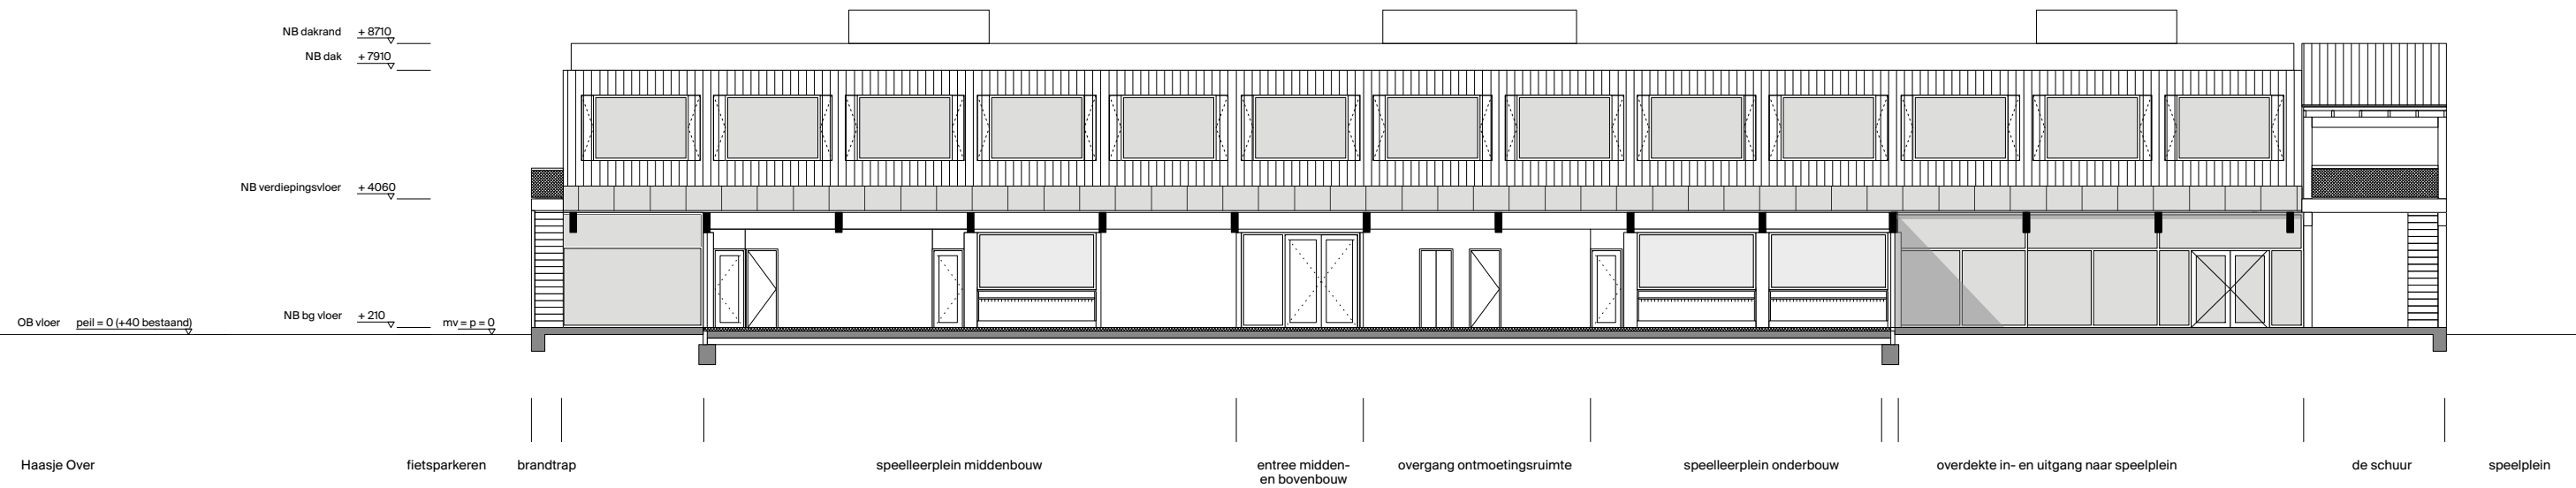 NB dakrand + 8710
NB dak + 7910
NB verdiepingsvloer + 4060
NB bg vloer + 210
OB vloer peil = 0 (+40 bestaand)
mv = p = 0
Haasje Over
fietsparkeren
brandtrap
speelleerplein middenbouw
entree midden-
en bovenbouw
overgang ontmoetingsruimte
speelleerplein onderbouw
overdekte in- en uitgang naar speelplein
de schuur
speelplein